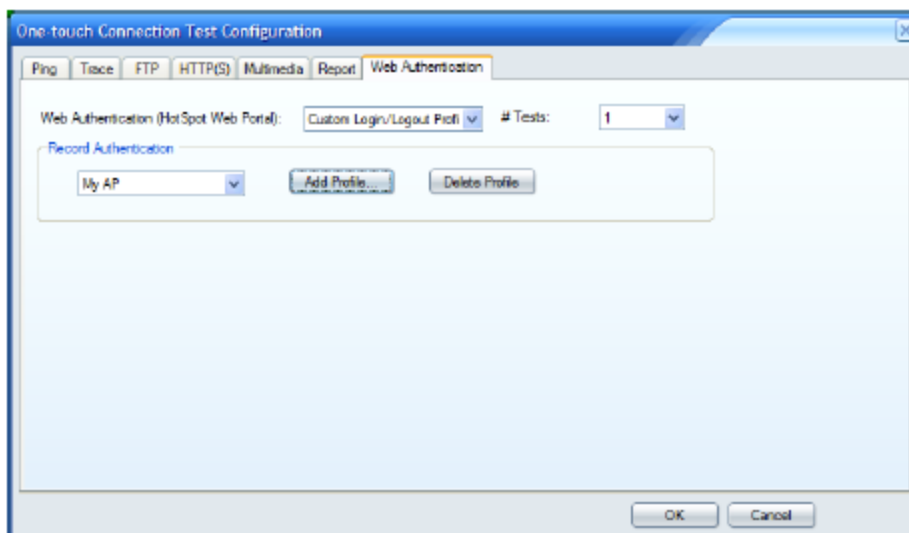 One-touch Connection Test Configuration
Ping Trace FTP HTTP(S) Multimedia Report Web Authentication
Web Authentication (HotSpot Web Portal): Custom Login/Logout Profi # Tests: 1
Record Authentication
My AP Add Profile... Delete Profile
OK Cancel